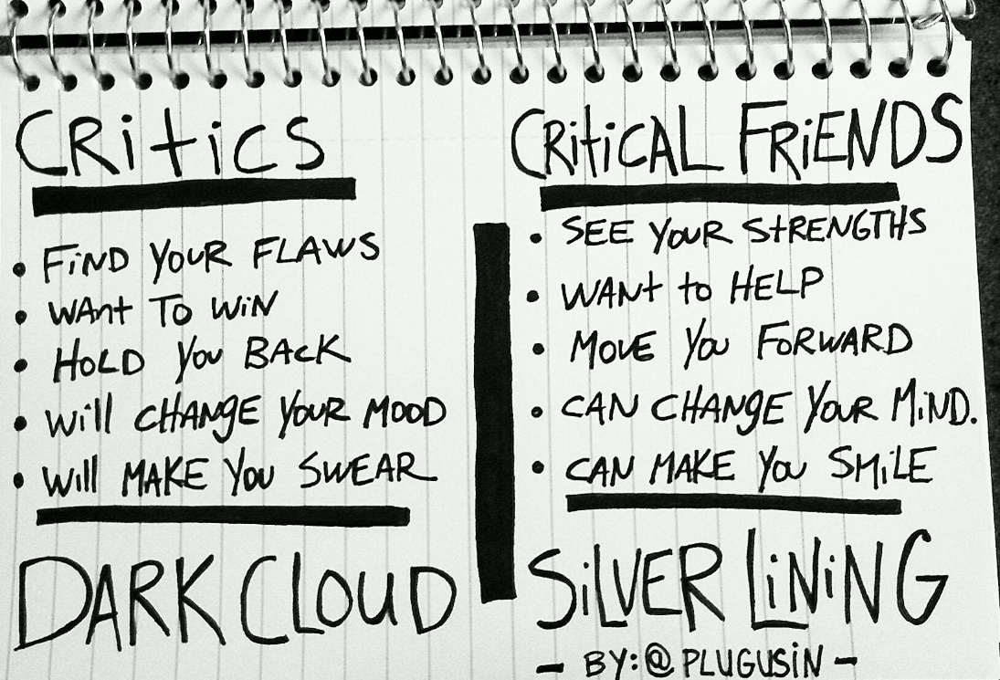 CRiticS
• FiND YOUR FLAWS
• WAnt To WiN
• HOLD You BAcK
• Will CHANgE YOUR MOOD
• Will MAKE YOU SWEAR
DARK CLOUD
CRitiCAL FRiENDS
• SEE YOUR StRENGTHS
• WANt to HELP
• MOVE YOU FORWARD
• CAN CHANgE YOUR MiND.
• CAN MAKE YOU SMiLE
SiLVER LiNiNG
- BY: @PLUGUSiN -